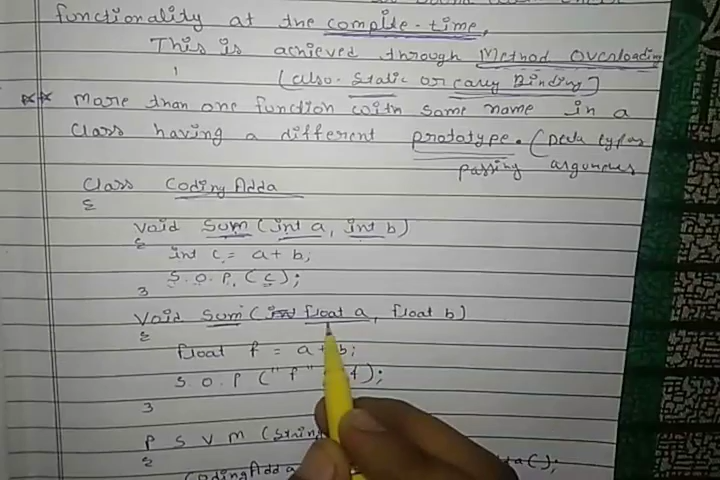 functionality at the compile-time,
This is achieved through Method Overloading
(also Static or early Binding)
** More than one function with same name in a
class having a different prototype. (Data types
passing arguments
Class CodingAdda
{
void Sum (int a, int b)
{
int c = a + b;
S.O.P. (c);
}
void Sum (float a, float b)
{
float f = a + b;
S.O.P ("f" f);
}
P S V M (String
{
CodingAdda